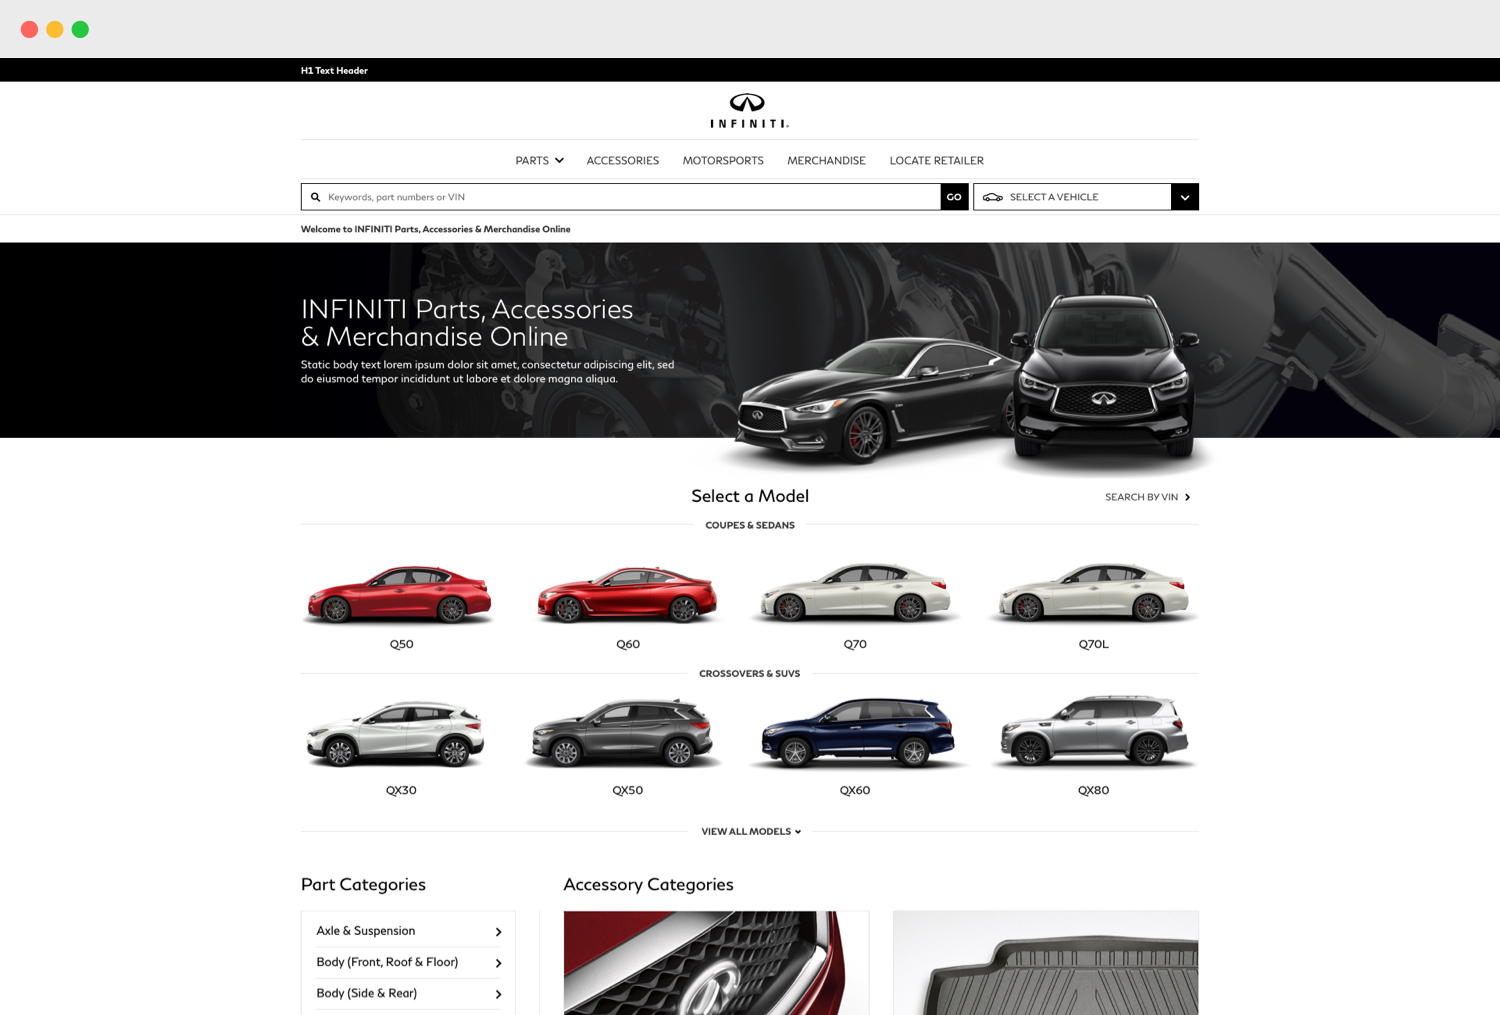 H1 Text Header
INFINITI®
PARTS
ACCESSORIES
MOTORSPORTS
MERCHANDISE
LOCATE RETAILER
Keywords, part numbers or VIN
GO
SELECT A VEHICLE
Welcome to INFINITI Parts, Accessories & Merchandise Online
INFINITI Parts, Accessories
& Merchandise Online
Static body text lorem ipsum dolor sit amet, consectetur adipiscing elit, sed
do eiusmod tempor incididunt ut labore et dolore magna aliqua.
Select a Model
SEARCH BY VIN
COUPES & SEDANS
Q50
Q60
Q70
Q70L
CROSSOVERS & SUVS
QX30
QX50
QX60
QX80
VIEW ALL MODELS
Part Categories
Accessory Categories
Axle & Suspension
Body (Front, Roof & Floor)
Body (Side & Rear)